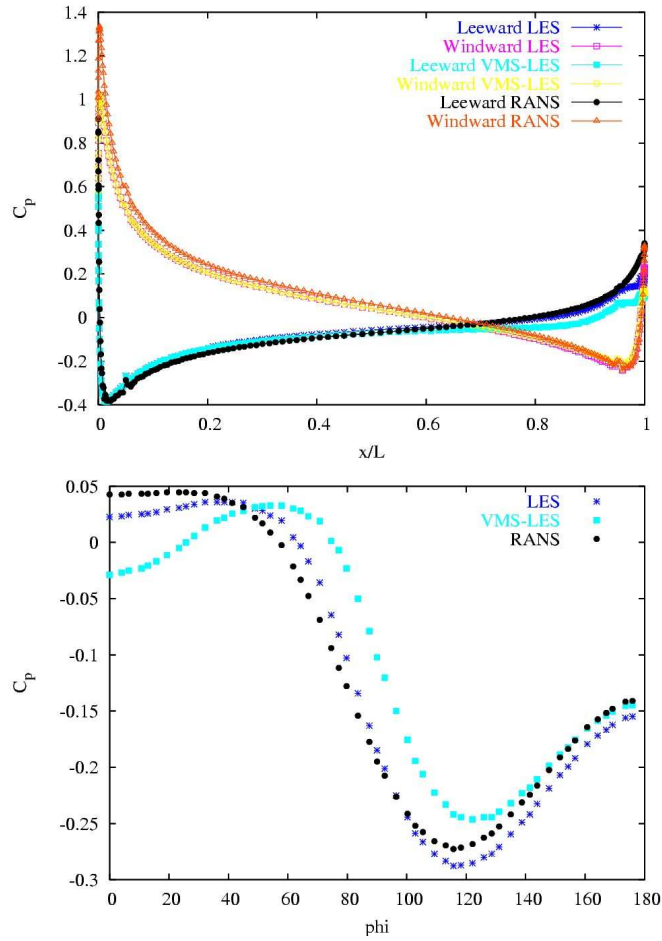 1.4
1.2
1
0.8
0.6
0.4
0.2
0
-0.2
-0.4
C_p
Leeward LES
Windward LES
Leeward VMS-LES
Windward VMS-LES
Leeward RANS
Windward RANS
0 0.2 0.4 0.6 0.8 1
x/L
0.05
0
-0.05
-0.1
-0.15
-0.2
-0.25
-0.3
C_p
LES
VMS-LES
RANS
0 20 40 60 80 100 120 140 160 180
phi